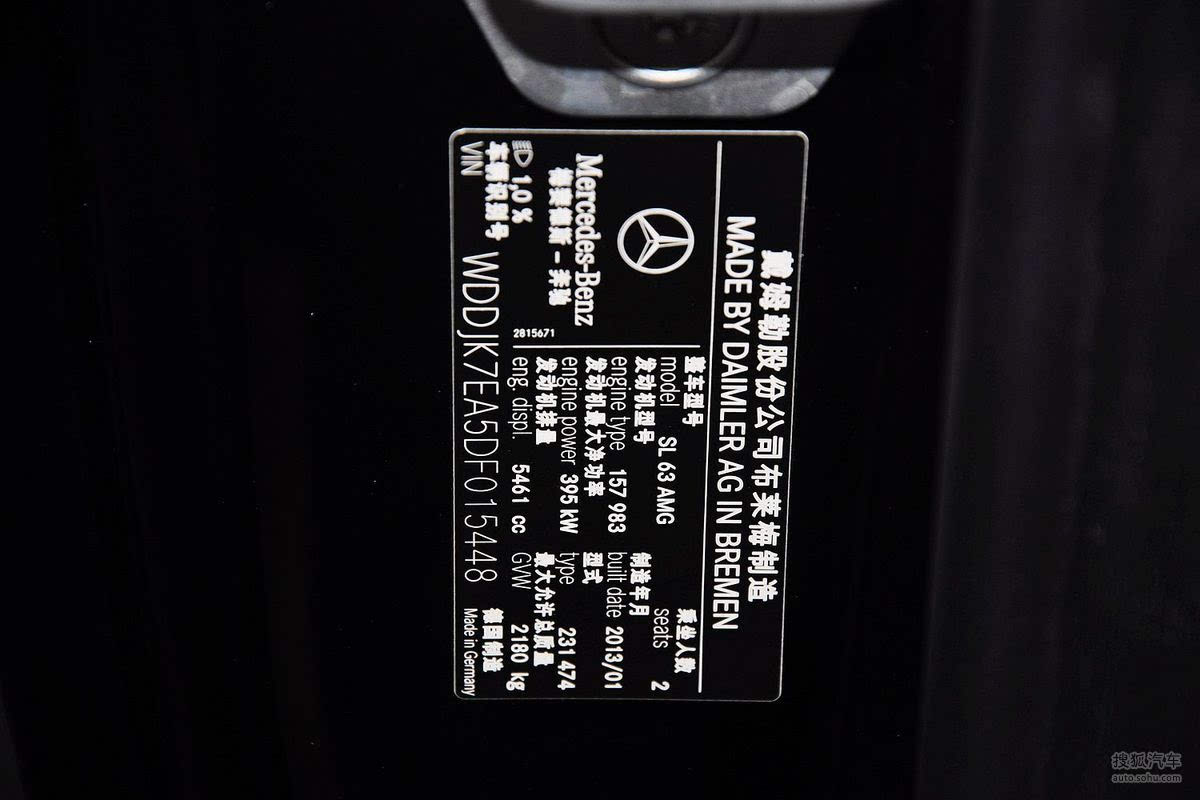 戴姆勒股份公司布莱梅制造
MADE BY DAIMLER AG IN BREMEN
Mercedes-Benz
梅赛德斯-奔驰
2815671
整车型号
model SL 63 AMG
乘坐人数
seats 2
发动机型号
engine type 157 983
制造年月
built date 2013/01
发动机最大净功率
engine power 395 kW
型式
type 231 474
发动机排量
eng. displ. 5461 cc
最大允许总质量
GVW 2180 kg
1,0 %
车辆识别号
VIN WDDJK7EA5DF015448
德国制造
Made in Germany
搜狐汽车
auto.sohu.com